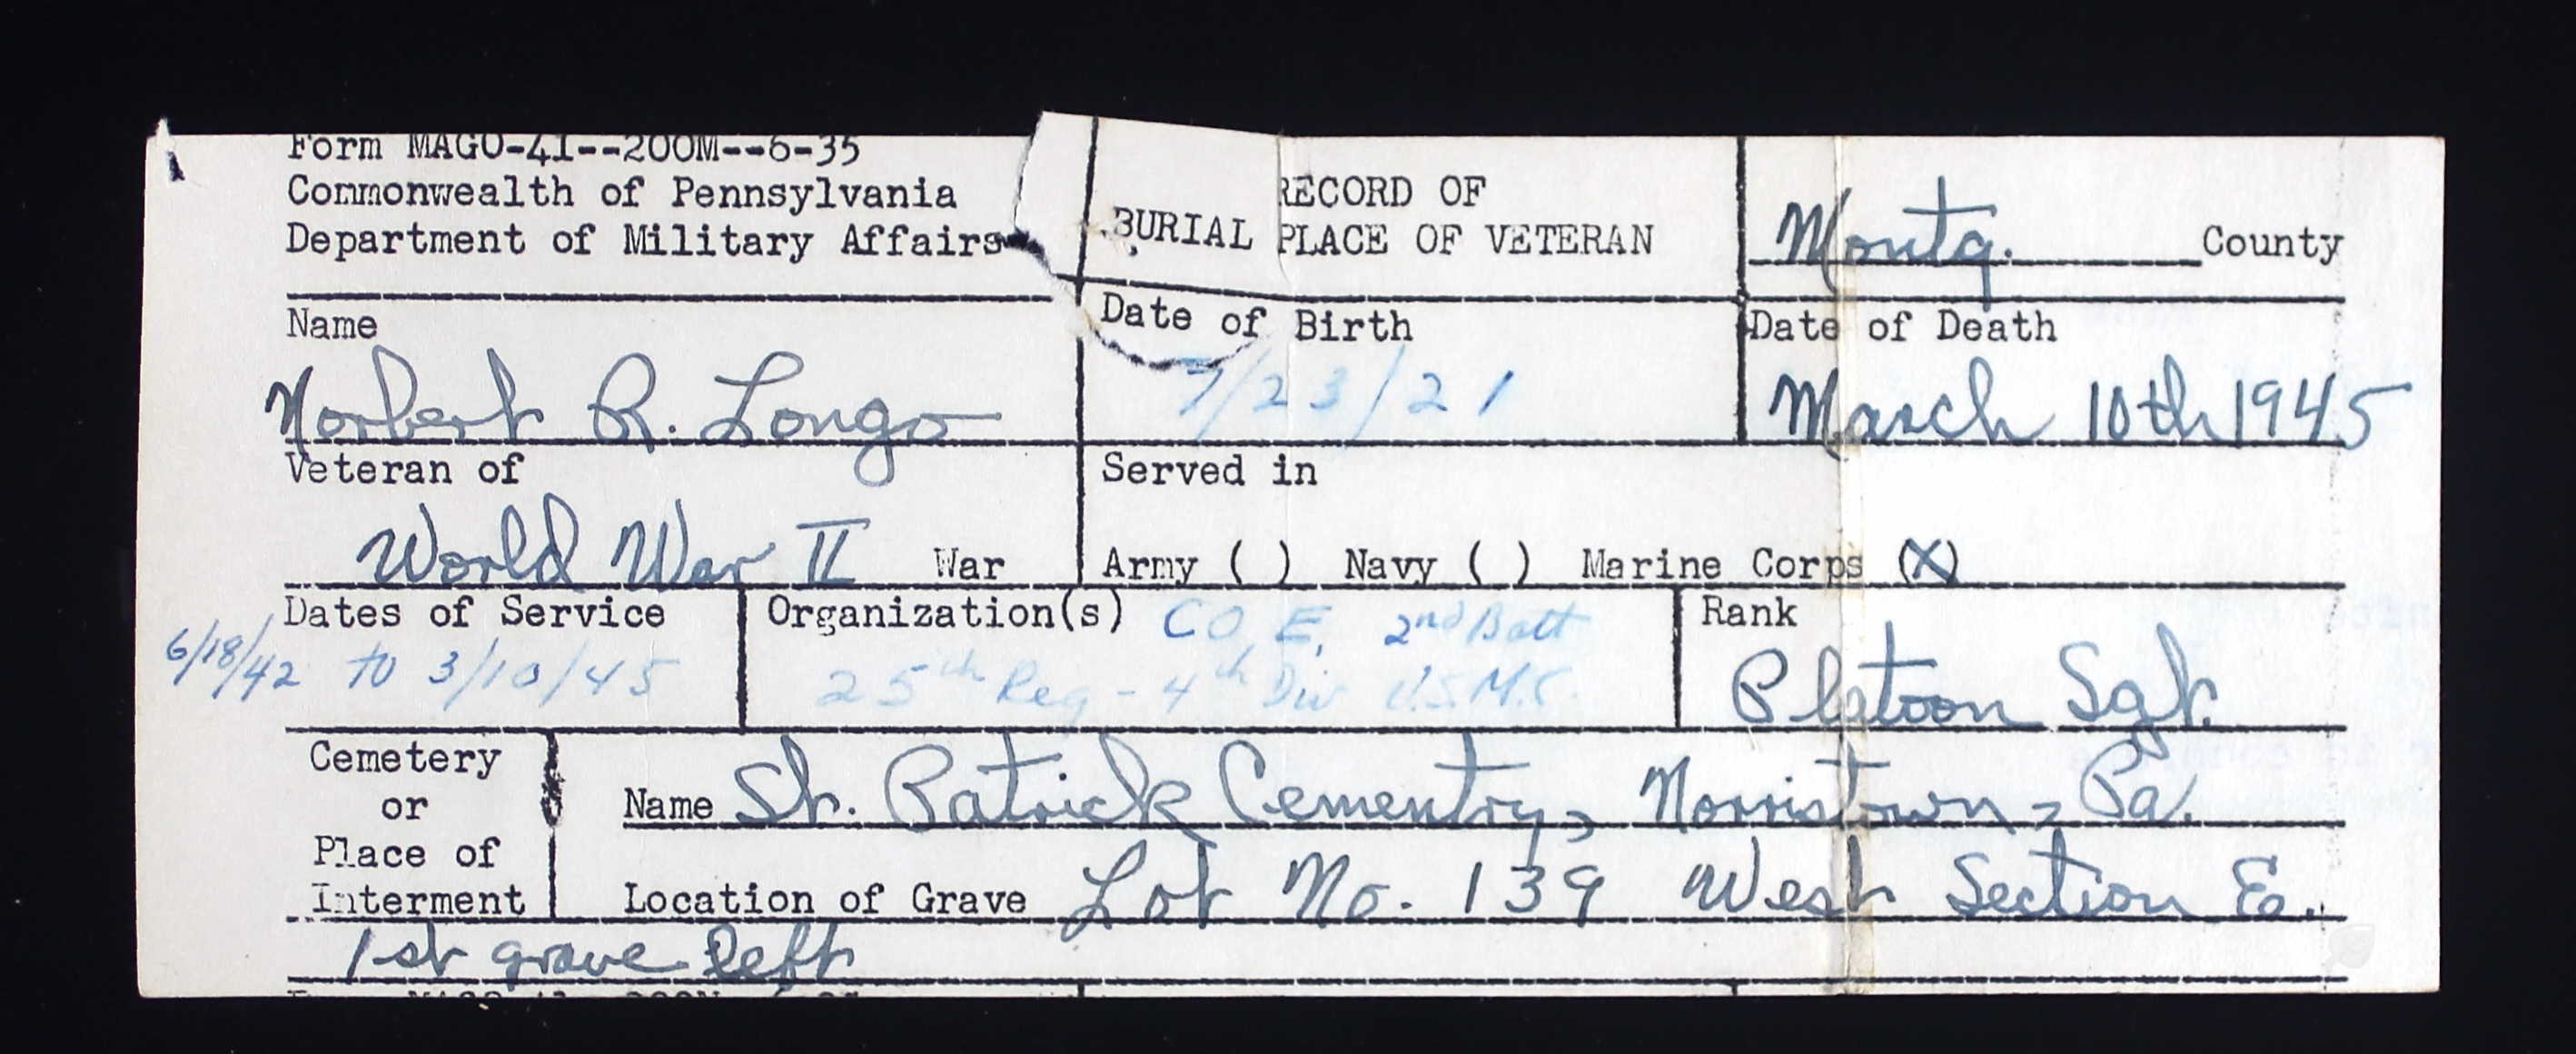 Form MAGO-41--200M--6-35
Commonwealth of Pennsylvania
Department of Military Affairs
RECORD OF
BURIAL PLACE OF VETERAN
Montg. County
Name
Norbert R. Longo
Date of Birth
7/23/21
Date of Death
March 10th 1945
Veteran of
World War II War
Served in
Army ( ) Navy ( ) Marine Corps (X)
Dates of Service
6/18/42 to 3/10/45
Organization(s) CO. E. 2nd Batt
25th Reg - 4th Div U.S.M.C.
Rank
Platoon Sgt.
Cemetery
or
Place of
Interment
Name St. Patrick Cementry, Norristown, Pa.
Location of Grave Lot No. 139 West Section E.
1st grave left